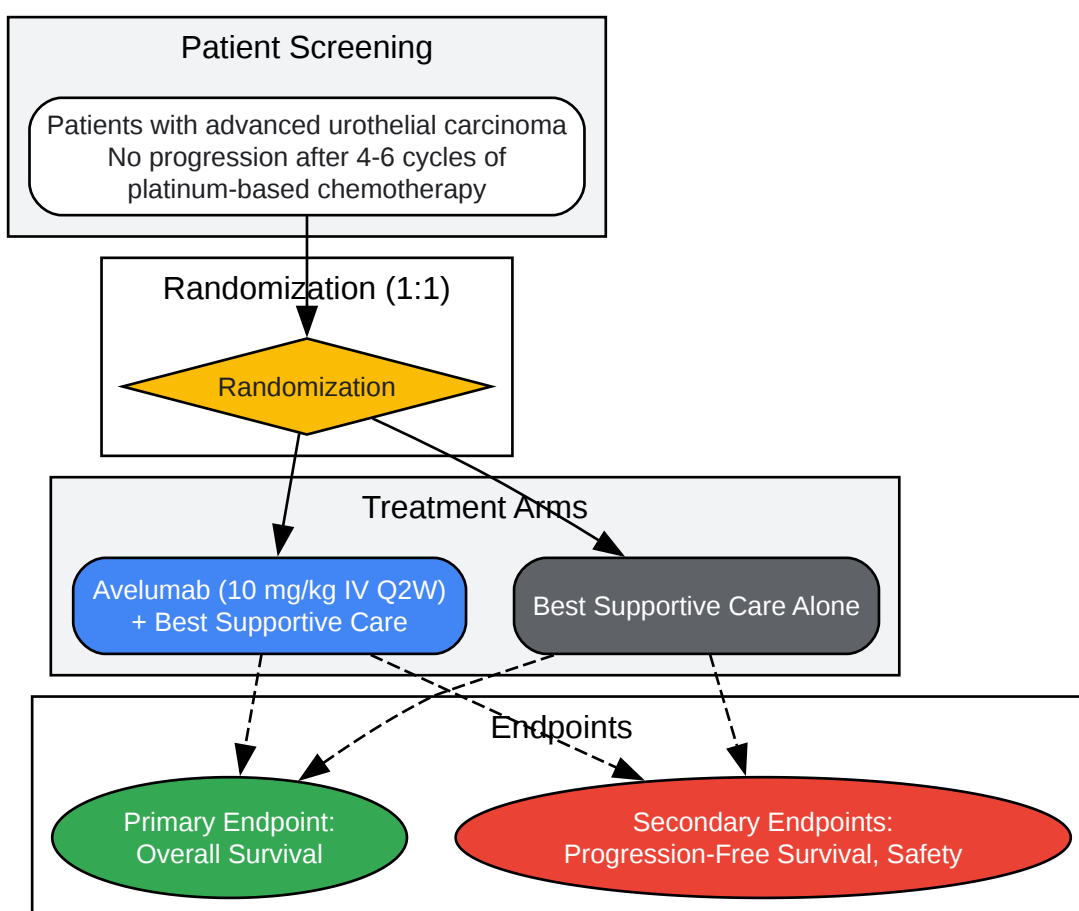 Patient Screening
Patients with advanced urothelial carcinoma
No progression after 4-6 cycles of
platinum-based chemotherapy
Randomization (1:1)
Randomization
Treatment Arms
Avelumab (10 mg/kg IV Q2W)
+ Best Supportive Care
Best Supportive Care Alone
Endpoints
Primary Endpoint:
Overall Survival
Secondary Endpoints:
Progression-Free Survival, Safety